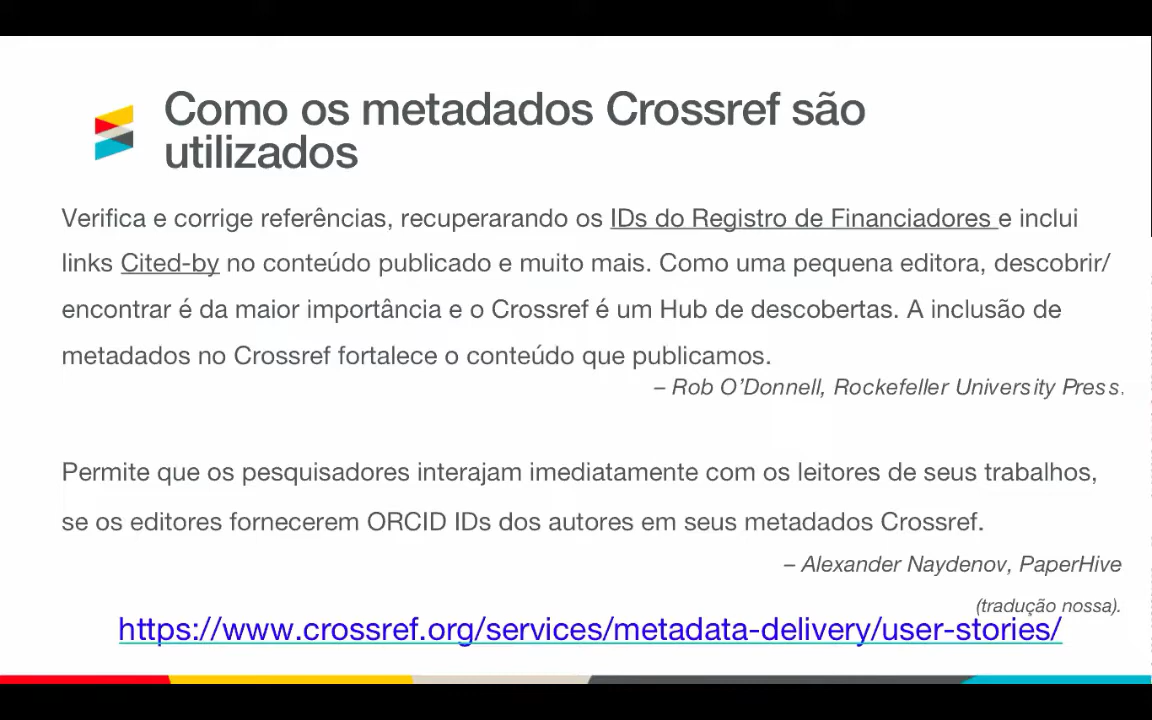 Como os metadados Crossref são
utilizados
Verifica e corrige referências, recuperarando os IDs do Registro de Financiadores e inclui
links Cited-by no conteúdo publicado e muito mais. Como uma pequena editora, descobrir/
encontrar é da maior importância e o Crossref é um Hub de descobertas. A inclusão de
metadados no Crossref fortalece o conteúdo que publicamos.
– Rob O’Donnell, Rockefeller University Press.
Permite que os pesquisadores interajam imediatamente com os leitores de seus trabalhos,
se os editores fornecerem ORCID IDs dos autores em seus metadados Crossref.
– Alexander Naydenov, PaperHive
(tradução nossa).
https://www.crossref.org/services/metadata-delivery/user-stories/